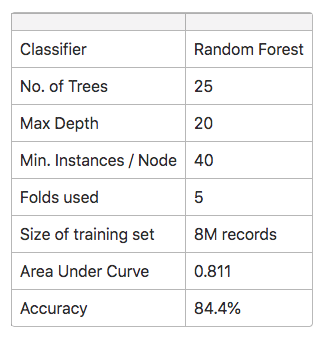 Classifier Random Forest
No. of Trees 25
Max Depth 20
Min. Instances / Node 40
Folds used 5
Size of training set 8M records
Area Under Curve 0.811
Accuracy 84.4%